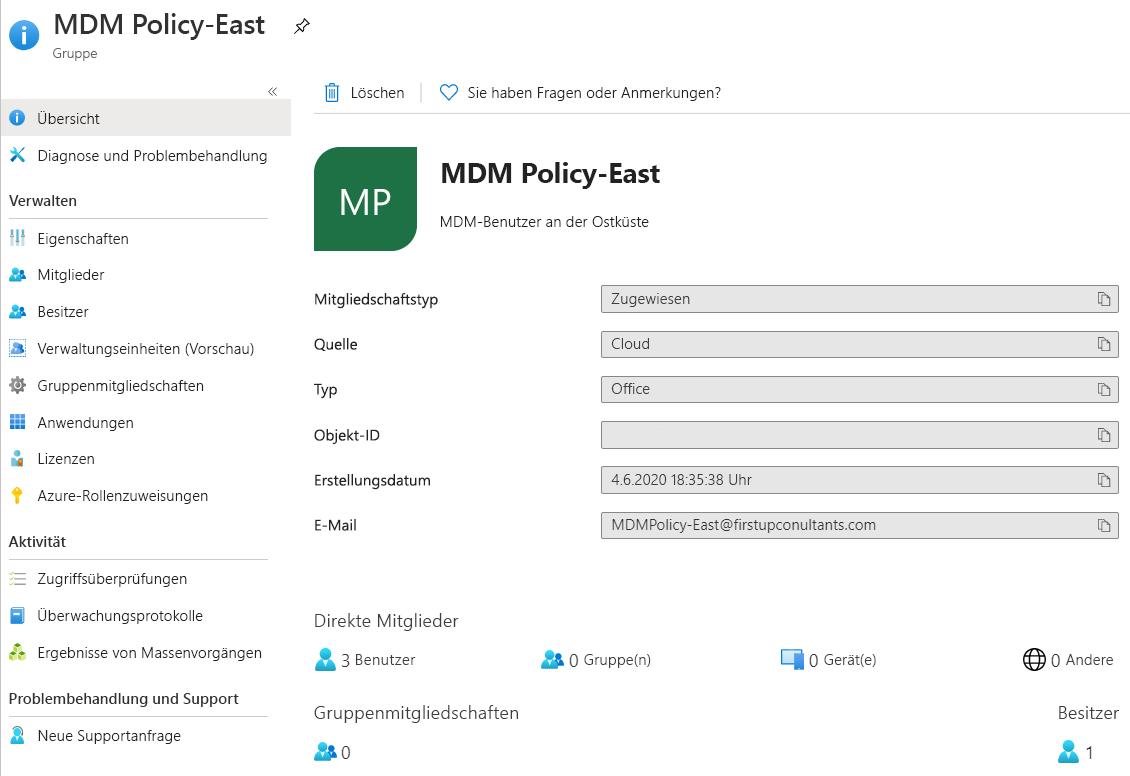 MDM Policy-East
Gruppe
«
Löschen
Sie haben Fragen oder Anmerkungen?
Übersicht
Diagnose und Problembehandlung
Verwalten
Eigenschaften
Mitglieder
Besitzer
Verwaltungseinheiten (Vorschau)
Gruppenmitgliedschaften
Anwendungen
Lizenzen
Azure-Rollenzuweisungen
Aktivität
Zugriffsüberprüfungen
Überwachungsprotokolle
Ergebnisse von Massenvorgängen
Problembehandlung und Support
Neue Supportanfrage
MP
MDM Policy-East
MDM-Benutzer an der Ostküste
Mitgliedschaftstyp Zugewiesen
Quelle Cloud
Typ Office
Objekt-ID
Erstellungsdatum 4.6.2020 18:35:38 Uhr
E-Mail MDMPolicy-East@firstupconultants.com
Direkte Mitglieder
3 Benutzer 0 Gruppe(n) 0 Gerät(e) 0 Andere
Gruppenmitgliedschaften Besitzer
0 1